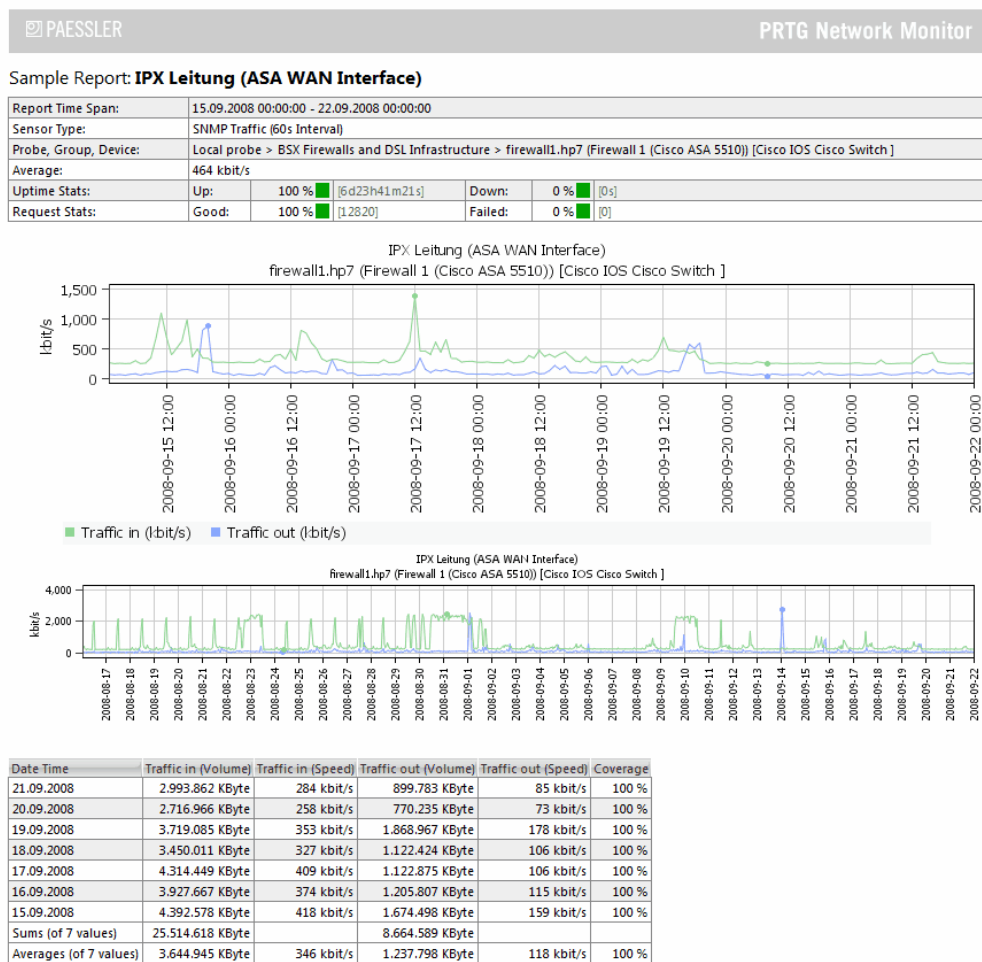 PAESSLER PRTG Network Monitor
Sample Report: IPX Leitung (ASA WAN Interface)
Report Time Span: 15.09.2008 00:00:00 - 22.09.2008 00:00:00
Sensor Type: SNMP Traffic (60s Interval)
Probe, Group, Device: Local probe > BSX Firewalls and DSL Infrastructure > firewall1.hp7 (Firewall 1 (Cisco ASA 5510)) [Cisco IOS Cisco Switch ]
Average: 464 kbit/s
Uptime Stats: Up: 100 % [6d23h41m21s] Down: 0 % [0s]
Request Stats: Good: 100 % [12820] Failed: 0 % [0]
IPX Leitung (ASA WAN Interface)
firewall1.hp7 (Firewall 1 (Cisco ASA 5510)) [Cisco IOS Cisco Switch ]
1,500
1,000
500
0
kbit/s
2008-09-15 12:00
2008-09-16 00:00
2008-09-16 12:00
2008-09-17 00:00
2008-09-17 12:00
2008-09-18 00:00
2008-09-18 12:00
2008-09-19 00:00
2008-09-19 12:00
2008-09-20 00:00
2008-09-20 12:00
2008-09-21 00:00
2008-09-21 12:00
2008-09-22 00:00
Traffic in (kbit/s) Traffic out (kbit/s)
IPX Leitung (ASA WAN Interface)
firewall1.hp7 (Firewall 1 (Cisco ASA 5510)) [Cisco IOS Cisco Switch ]
4,000
2,000
0
kbit/s
2008-08-17
2008-08-18
2008-08-19
2008-08-20
2008-08-21
2008-08-22
2008-08-23
2008-08-24
2008-08-25
2008-08-26
2008-08-27
2008-08-28
2008-08-29
2008-08-30
2008-08-31
2008-09-01
2008-09-02
2008-09-03
2008-09-04
2008-09-05
2008-09-06
2008-09-07
2008-09-08
2008-09-09
2008-09-10
2008-09-11
2008-09-12
2008-09-13
2008-09-14
2008-09-15
2008-09-16
2008-09-17
2008-09-18
2008-09-19
2008-09-20
2008-09-21
2008-09-22
Date Time Traffic in (Volume) Traffic in (Speed) Traffic out (Volume) Traffic out (Speed) Coverage
21.09.2008 2.993.862 KByte 284 kbit/s 899.783 KByte 85 kbit/s 100 %
20.09.2008 2.716.966 KByte 258 kbit/s 770.235 KByte 73 kbit/s 100 %
19.09.2008 3.719.085 KByte 353 kbit/s 1.868.967 KByte 178 kbit/s 100 %
18.09.2008 3.450.011 KByte 327 kbit/s 1.122.424 KByte 106 kbit/s 100 %
17.09.2008 4.314.449 KByte 409 kbit/s 1.122.875 KByte 106 kbit/s 100 %
16.09.2008 3.927.667 KByte 374 kbit/s 1.205.807 KByte 115 kbit/s 100 %
15.09.2008 4.392.578 KByte 418 kbit/s 1.674.498 KByte 159 kbit/s 100 %
Sums (of 7 values) 25.514.618 KByte 8.664.589 KByte
Averages (of 7 values) 3.644.945 KByte 346 kbit/s 1.237.798 KByte 118 kbit/s 100 %